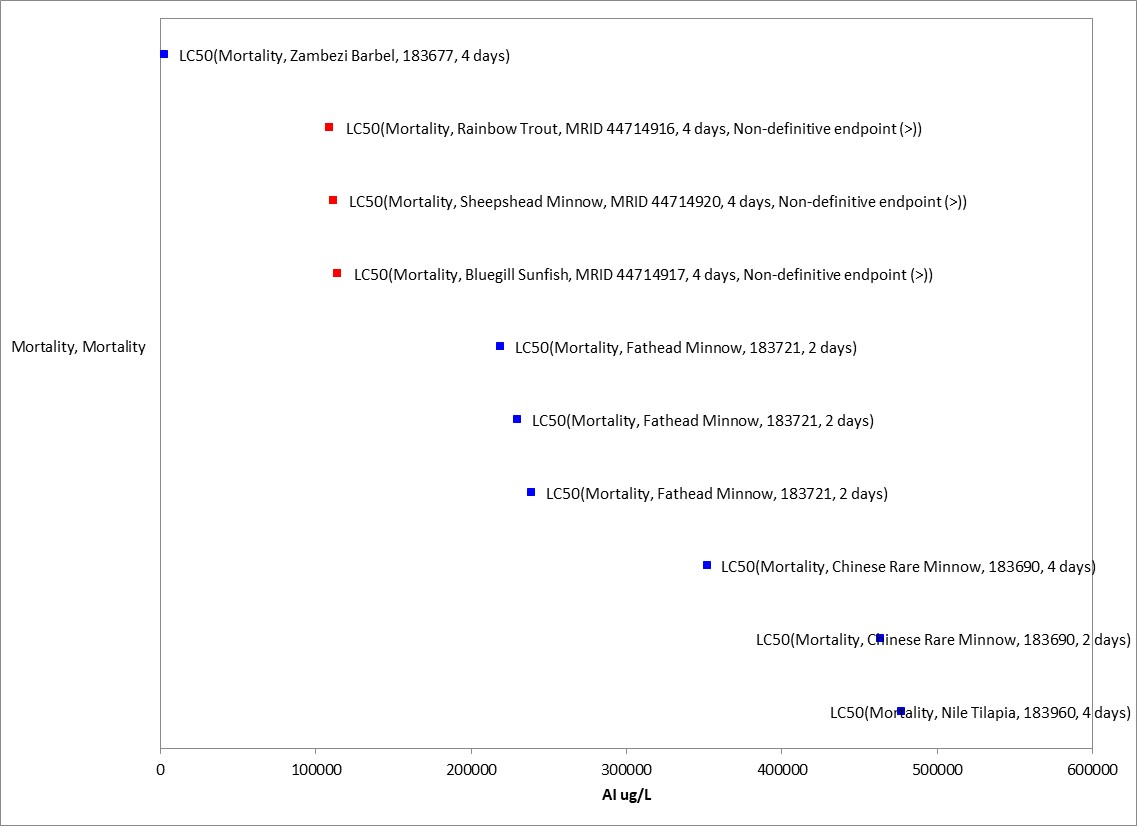 LC50(Mortality, Zambezi Barbel, 183677, 4 days)
LC50(Mortality, Rainbow Trout, MRID 44714916, 4 days, Non-definitive endpoint (>))
LC50(Mortality, Sheepshead Minnow, MRID 44714920, 4 days, Non-definitive endpoint (>))
LC50(Mortality, Bluegill Sunfish, MRID 44714917, 4 days, Non-definitive endpoint (>))
Mortality, Mortality
LC50(Mortality, Fathead Minnow, 183721, 2 days)
LC50(Mortality, Fathead Minnow, 183721, 2 days)
LC50(Mortality, Fathead Minnow, 183721, 2 days)
LC50(Mortality, Chinese Rare Minnow, 183690, 4 days)
LC50(Mortality, Chinese Rare Minnow, 183690, 2 days)
LC50(Mortality, Nile Tilapia, 183960, 4 days)
0 100000 200000 300000 400000 500000 600000
AI ug/L